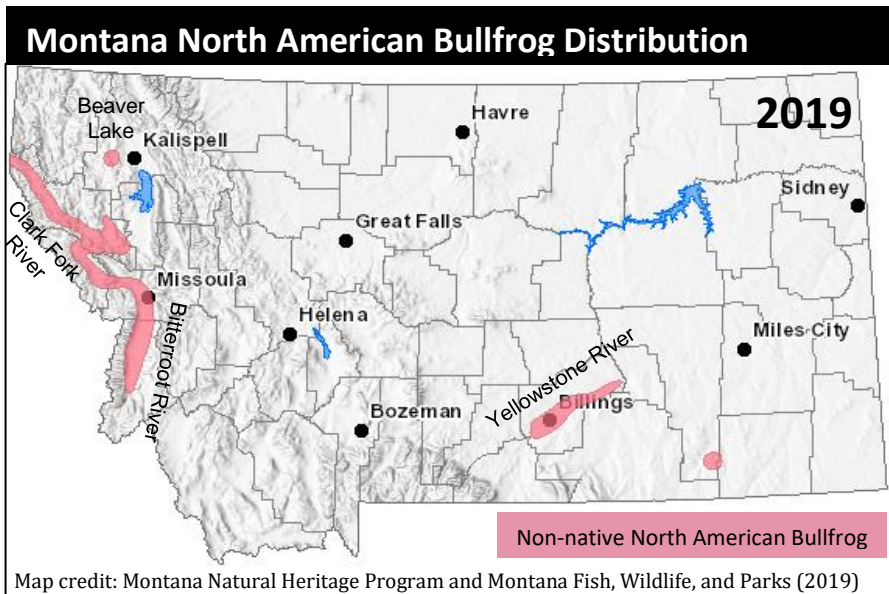 Montana North American Bullfrog Distribution
2019
Beaver
Lake
Kalispell
Havre
Sidney
Clark Fork
River
Great Falls
Missoula
Bitterroot River
Helena
Miles City
Yellowstone River
Billings
Bozeman
Non-native North American Bullfrog
Map credit: Montana Natural Heritage Program and Montana Fish, Wildlife, and Parks (2019)